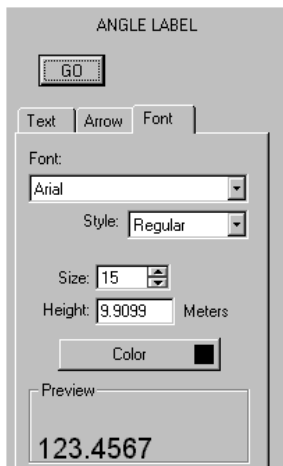 ANGLE LABEL
GO
Text Arrow Font
Font:
Arial
Style: Regular
Size: 15
Height: 9.9099 Meters
Color
Preview
123.4567